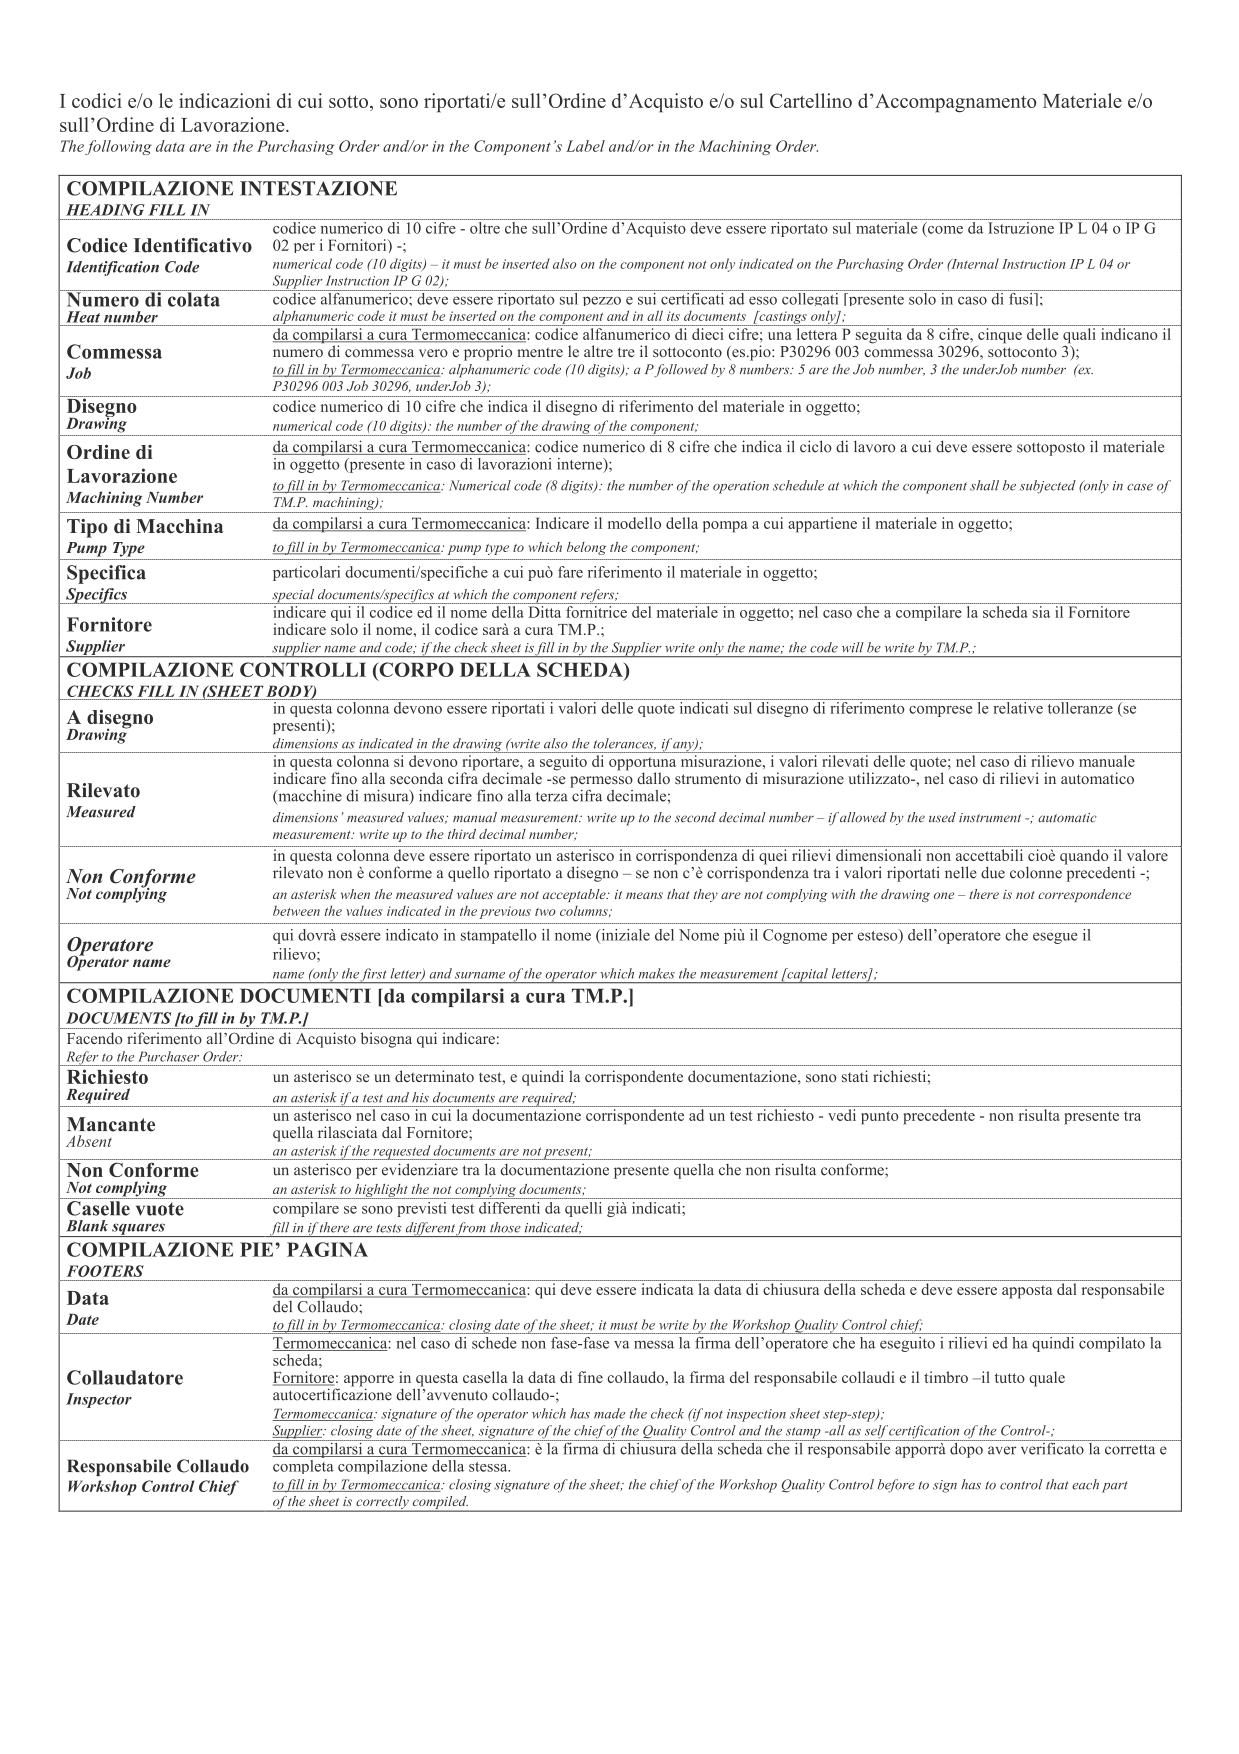 I codici e/o le indicazioni di cui sotto, sono riportati/e sull’Ordine d’Acquisto e/o sul Cartellino d’Accompagnamento Materiale e/o
sull’Ordine di Lavorazione.
The following data are in the Purchasing Order and/or in the Component’s Label and/or in the Machining Order.
COMPILAZIONE INTESTAZIONE
HEADING FILL IN
Codice Identificativo
Identification Code
codice numerico di 10 cifre - oltre che sull’Ordine d’Acquisto deve essere riportato sul materiale (come da Istruzione IP L 04 o IP G
02 per i Fornitori) -;
numerical code (10 digits) – it must be inserted also on the component not only indicated on the Purchasing Order (Internal Instruction IP L 04 or
Supplier Instruction IP G 02);
Numero di colata
Heat number
codice alfanumerico; deve essere riportato sul pezzo e sui certificati ad esso collegati [presente solo in caso di fusi];
alphanumeric code it must be inserted on the component and in all its documents [castings only];
Commessa
Job
da compilarsi a cura Termomeccanica: codice alfanumerico di dieci cifre; una lettera P seguita da 8 cifre, cinque delle quali indicano il
numero di commessa vero e proprio mentre le altre tre il sottoconto (es.pio: P30296 003 commessa 30296, sottoconto 3);
to fill in by Termomeccanica: alphanumeric code (10 digits); a P followed by 8 numbers: 5 are the Job number, 3 the underJob number (ex.
P30296 003 Job 30296, underJob 3);
Disegno
Drawing
codice numerico di 10 cifre che indica il disegno di riferimento del materiale in oggetto;
numerical code (10 digits): the number of the drawing of the component;
Ordine di
Lavorazione
Machining Number
da compilarsi a cura Termomeccanica: codice numerico di 8 cifre che indica il ciclo di lavoro a cui deve essere sottoposto il materiale
in oggetto (presente in caso di lavorazioni interne);
to fill in by Termomeccanica: Numerical code (8 digits): the number of the operation schedule at which the component shall be subjected (only in case of
TM.P. machining);
Tipo di Macchina
Pump Type
da compilarsi a cura Termomeccanica: Indicare il modello della pompa a cui appartiene il materiale in oggetto;
to fill in by Termomeccanica: pump type to which belong the component;
Specifica
Specifics
particolari documenti/specifiche a cui può fare riferimento il materiale in oggetto;
special documents/specifics at which the component refers;
Fornitore
Supplier
indicare qui il codice ed il nome della Ditta fornitrice del materiale in oggetto; nel caso che a compilare la scheda sia il Fornitore
indicare solo il nome, il codice sarà a cura TM.P.;
supplier name and code; if the check sheet is fill in by the Supplier write only the name; the code will be write by TM.P.;
COMPILAZIONE CONTROLLI (CORPO DELLA SCHEDA)
CHECKS FILL IN (SHEET BODY)
A disegno
Drawing
in questa colonna devono essere riportati i valori delle quote indicati sul disegno di riferimento comprese le relative tolleranze (se
presenti);
dimensions as indicated in the drawing (write also the tolerances, if any);
Rilevato
Measured
in questa colonna si devono riportare, a seguito di opportuna misurazione, i valori rilevati delle quote; nel caso di rilievo manuale
indicare fino alla seconda cifra decimale -se permesso dallo strumento di misurazione utilizzato-, nel caso di rilievi in automatico
(macchine di misura) indicare fino alla terza cifra decimale;
dimensions’ measured values; manual measurement: write up to the second decimal number – if allowed by the used instrument -; automatic
measurement: write up to the third decimal number;
Non Conforme
Not complying
in questa colonna deve essere riportato un asterisco in corrispondenza di quei rilievi dimensionali non accettabili cioè quando il valore
rilevato non è conforme a quello riportato a disegno – se non c’è corrispondenza tra i valori riportati nelle due colonne precedenti -;
an asterisk when the measured values are not acceptable: it means that they are not complying with the drawing one – there is not correspondence
between the values indicated in the previous two columns;
Operatore
Operator name
qui dovrà essere indicato in stampatello il nome (iniziale del Nome più il Cognome per esteso) dell’operatore che esegue il
rilievo;
name (only the first letter) and surname of the operator which makes the measurement [capital letters];
COMPILAZIONE DOCUMENTI [da compilarsi a cura TM.P.]
DOCUMENTS [to fill in by TM.P.]
Facendo riferimento all’Ordine di Acquisto bisogna qui indicare:
Refer to the Purchaser Order:
Richiesto
Required
un asterisco se un determinato test, e quindi la corrispondente documentazione, sono stati richiesti;
an asterisk if a test and his documents are required;
Mancante
Absent
un asterisco nel caso in cui la documentazione corrispondente ad un test richiesto - vedi punto precedente - non risulta presente tra
quella rilasciata dal Fornitore;
an asterisk if the requested documents are not present;
Non Conforme
Not complying
un asterisco per evidenziare tra la documentazione presente quella che non risulta conforme;
an asterisk to highlight the not complying documents;
Caselle vuote
Blank squares
compilare se sono previsti test differenti da quelli già indicati;
fill in if there are tests different from those indicated;
COMPILAZIONE PIE’ PAGINA
FOOTERS
Data
Date
da compilarsi a cura Termomeccanica: qui deve essere indicata la data di chiusura della scheda e deve essere apposta dal responsabile
del Collaudo;
to fill in by Termomeccanica: closing date of the sheet; it must be write by the Workshop Quality Control chief;
Collaudatore
Inspector
Termomeccanica: nel caso di schede non fase-fase va messa la firma dell’operatore che ha eseguito i rilievi ed ha quindi compilato la
scheda;
Fornitore: apporre in questa casella la data di fine collaudo, la firma del responsabile collaudi e il timbro –il tutto quale
autocertificazione dell’avvenuto collaudo-;
Termomeccanica: signature of the operator which has made the check (if not inspection sheet step-step);
Supplier: closing date of the sheet, signature of the chief of the Quality Control and the stamp -all as self certification of the Control-;
Responsabile Collaudo
Workshop Control Chief
da compilarsi a cura Termomeccanica: è la firma di chiusura della scheda che il responsabile apporrà dopo aver verificato la corretta e
completa compilazione della stessa.
to fill in by Termomeccanica: closing signature of the sheet; the chief of the Workshop Quality Control before to sign has to control that each part
of the sheet is correctly compiled.